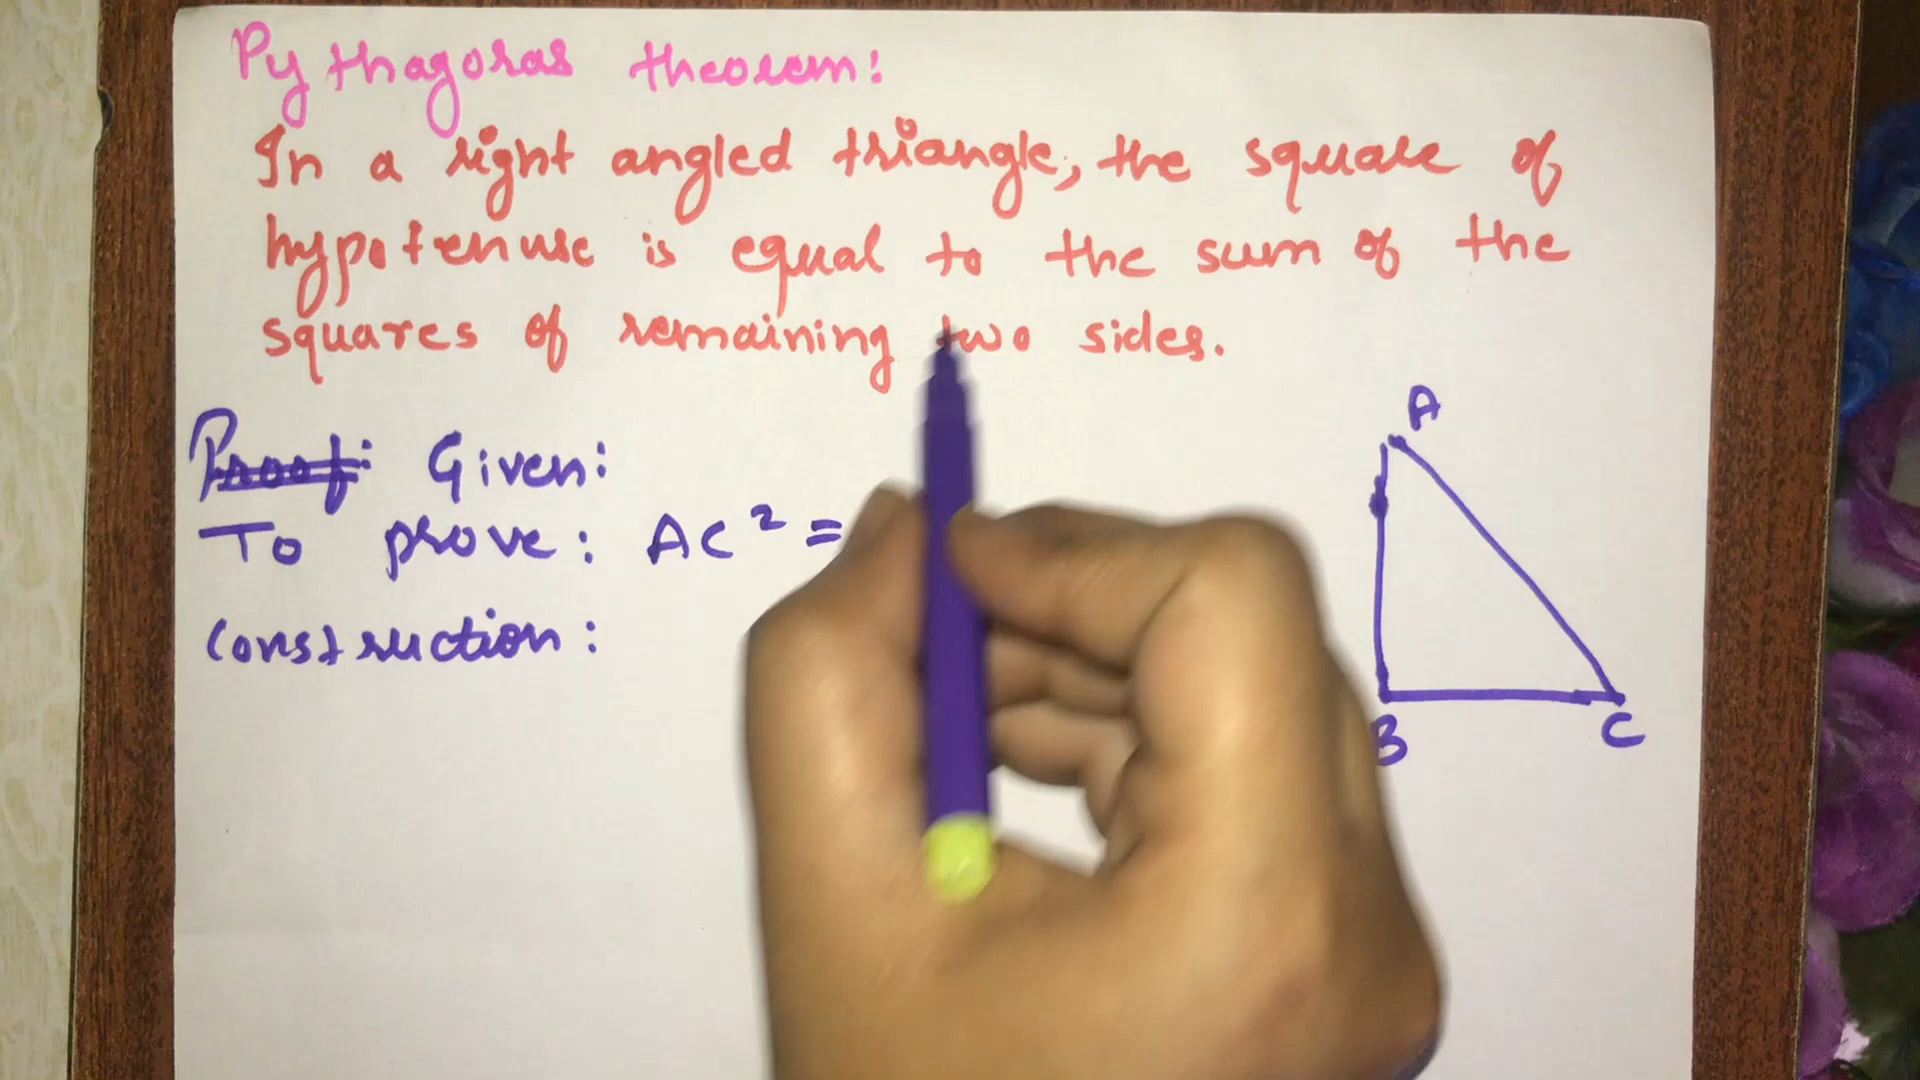 Pythagoras theorem:
In a right angled triangle, the square of
hypotenuse is equal to the sum of the
squares of remaining two sides.
Proof: Given:
To prove: AC² =
Construction:
A
B
C